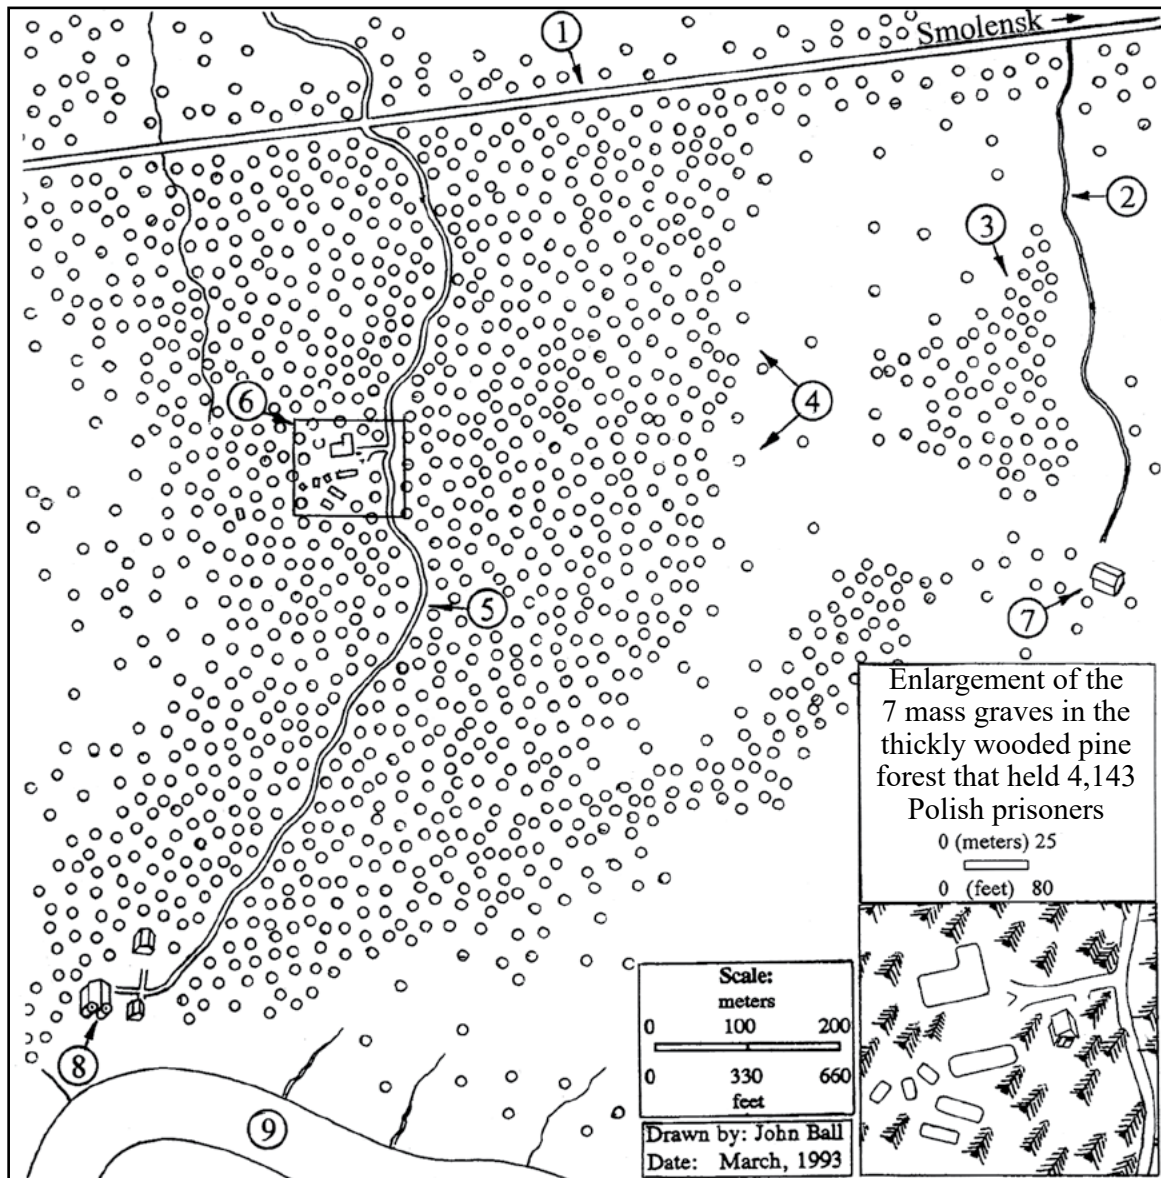 Smolensk
1
2
3
4
6
5
7
Enlargement of the
7 mass graves in the
thickly wooded pine
forest that held 4,143
Polish prisoners
0 (meters) 25
0 (feet) 80
Scale:
meters
0 100 200
0 330 660
feet
Drawn by: John Ball
Date: March, 1993
8
9